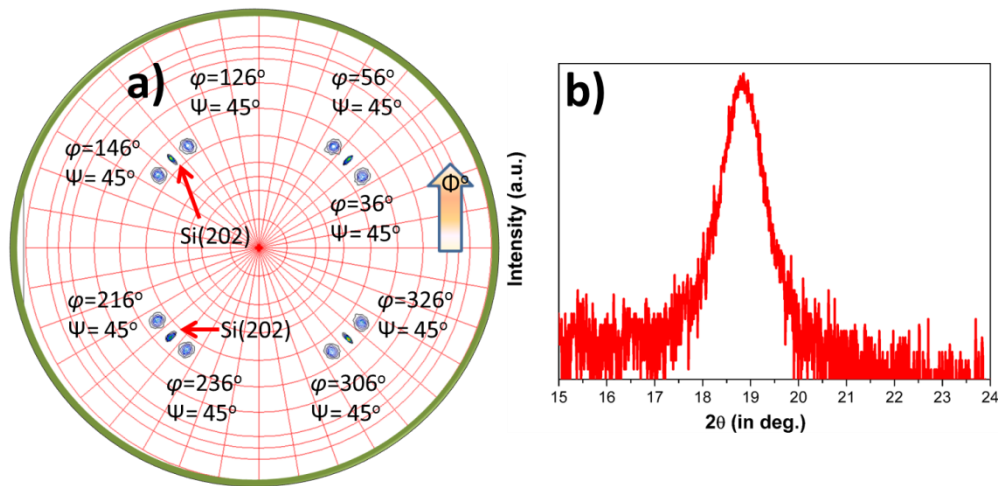 a)
φ=126°
Ψ= 45°
φ=56°
Ψ= 45°
φ=146°
Ψ= 45°
Φ°
φ=36°
Ψ= 45°
Si(202)
φ=216°
Ψ= 45°
Si(202)
φ=326°
Ψ= 45°
φ=236°
Ψ= 45°
φ=306°
Ψ= 45°
b)
Intensity (a.u.)
15 16 17 18 19 20 21 22 23 24
2θ (in deg.)